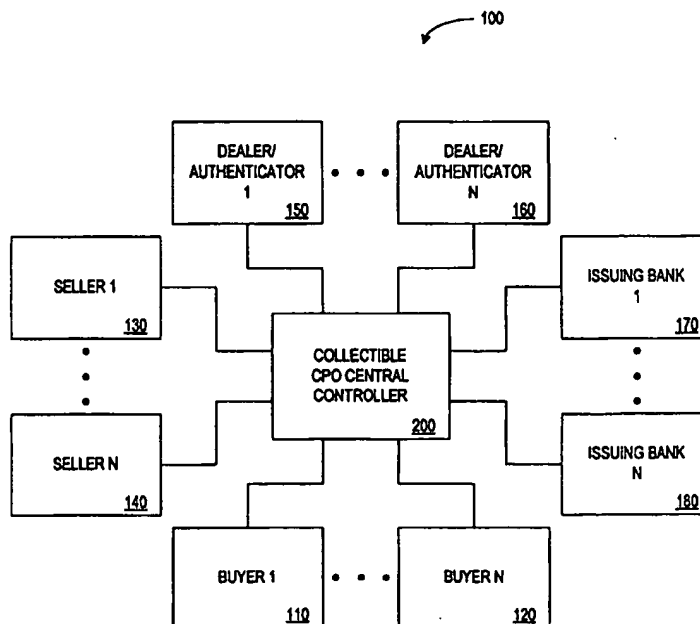 100
DEALER/
AUTHENTICATOR
1
150
DEALER/
AUTHENTICATOR
N
160
SELLER 1
130
ISSUING BANK
1
170
COLLECTIBLE
CPO CENTRAL
CONTROLLER
200
SELLER N
140
ISSUING BANK
N
180
BUYER 1
110
BUYER N
120